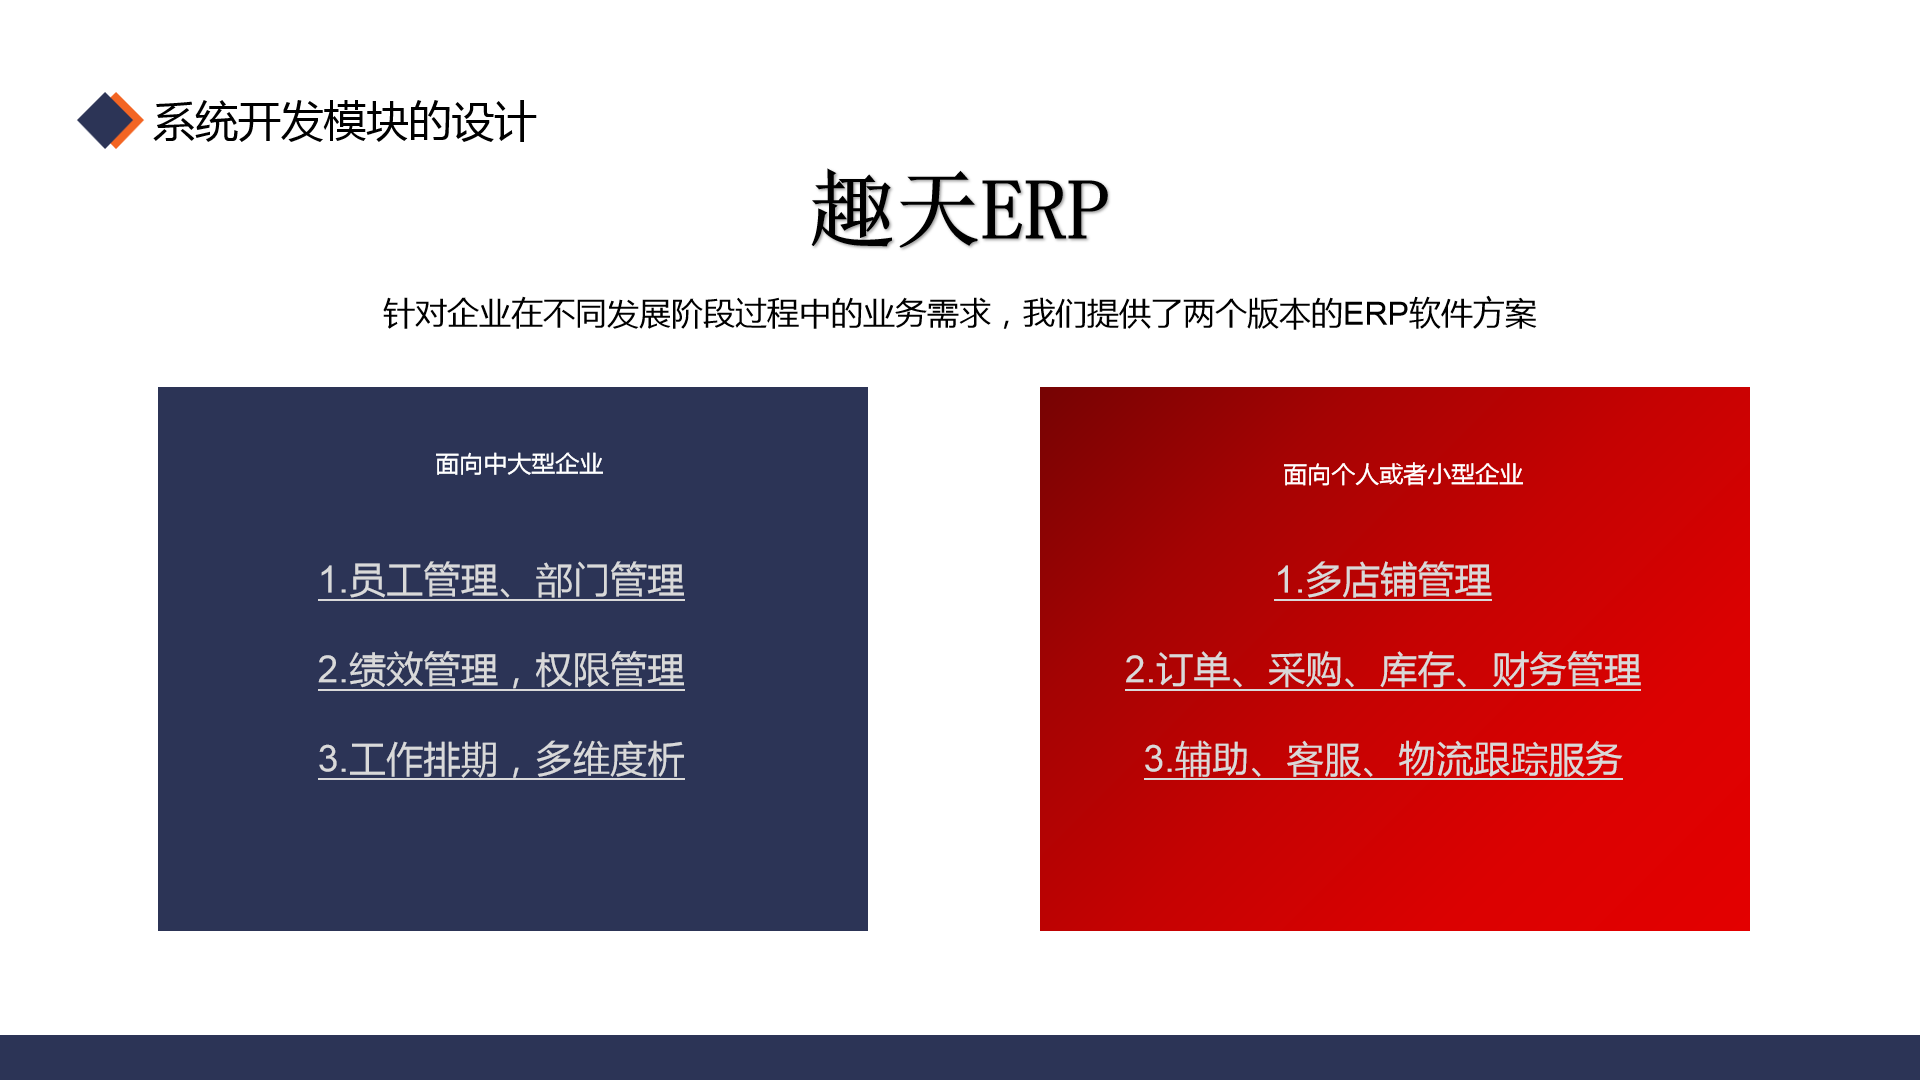 系统开发模块的设计
趣天ERP
针对企业在不同发展阶段过程中的业务需求，我们提供了两个版本的ERP软件方案
面向中大型企业
1.员工管理、部门管理
2.绩效管理，权限管理
3.工作排期，多维度析
面向个人或者小型企业
1.多店铺管理
2.订单、采购、库存、财务管理
3.辅助、客服、物流跟踪服务